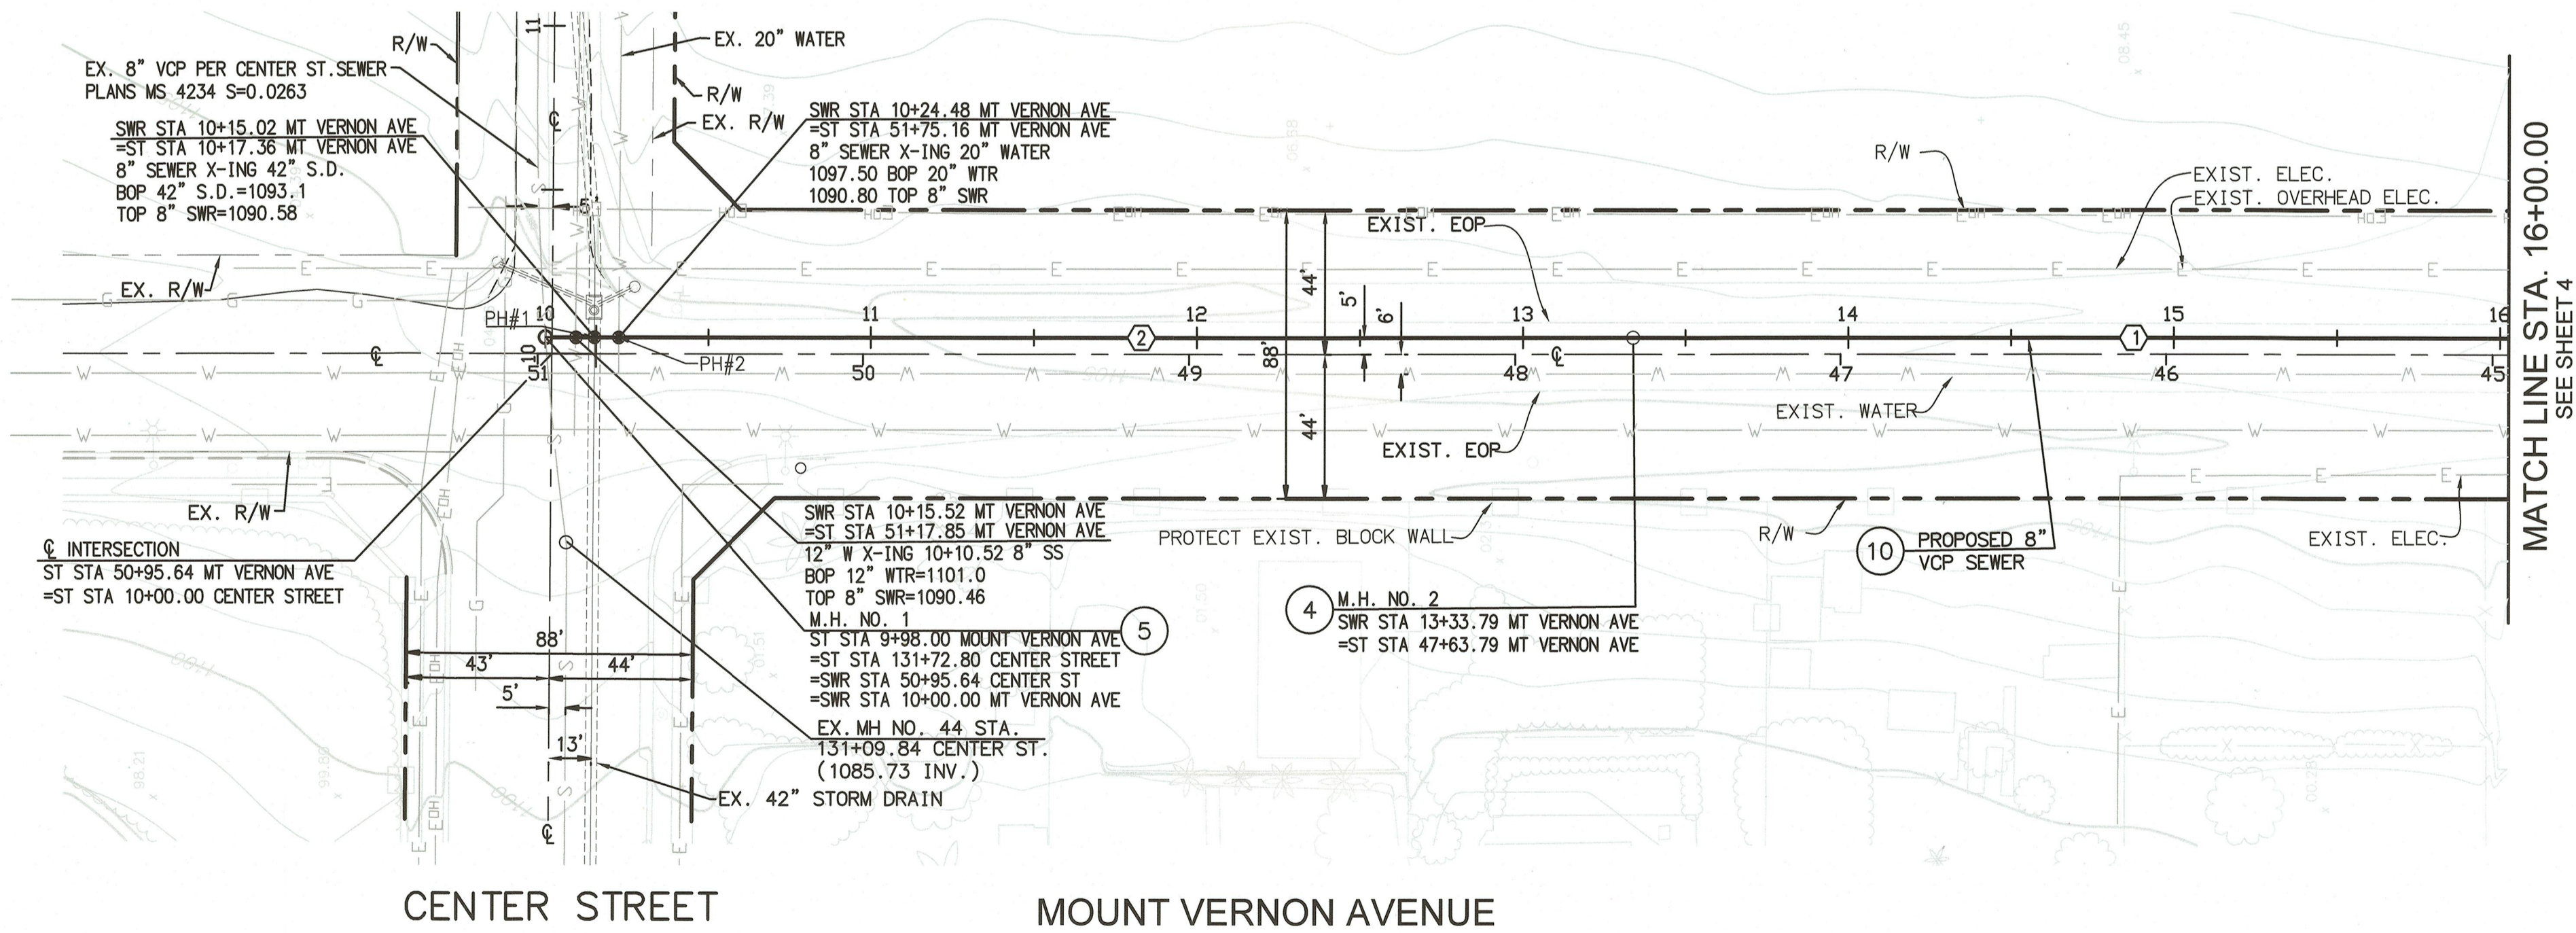 R/W
EX. 8" VCP PER CENTER ST.SEWER
PLANS MS 4234 S=0.0263
SWR STA 10+15.02 MT VERNON AVE
=ST STA 10+17.36 MT VERNON AVE
8" SEWER X-ING 42" S.D.
BOP 42" S.D.=1093.1
TOP 8" SWR=1090.58
EX. R/W
11
℄
5'
EX. 20" WATER
R/W
EX. R/W
SWR STA 10+24.48 MT VERNON AVE
=ST STA 51+75.16 MT VERNON AVE
8" SEWER X-ING 20" WATER
1097.50 BOP 20" WTR
1090.80 TOP 8" SWR
EXIST. EOP
R/W
EXIST. ELEC.
EXIST. OVERHEAD ELEC.
MATCH LINE STA. 16+00.00
SEE SHEET 4
PH#1
10
11
12
13
14
15
16
2
1
PH#2
10
51
50
49
48
47
46
45
℄
℄
44'
44'
88'
5'
6'
EXIST. WATER
EXIST. EOP
EX. R/W
℄ INTERSECTION
ST STA 50+95.64 MT VERNON AVE
=ST STA 10+00.00 CENTER STREET
SWR STA 10+15.52 MT VERNON AVE
=ST STA 51+17.85 MT VERNON AVE
12" W X-ING 10+10.52 8" SS
BOP 12" WTR=1101.0
TOP 8" SWR=1090.46
M.H. NO. 1
ST STA 9+98.00 MOUNT VERNON AVE
=ST STA 131+72.80 CENTER STREET
=SWR STA 50+95.64 CENTER ST
=SWR STA 10+00.00 MT VERNON AVE
5
EX. MH NO. 44 STA.
131+09.84 CENTER ST.
(1085.73 INV.)
EX. 42" STORM DRAIN
88'
43'
44'
5'
13'
℄
PROTECT EXIST. BLOCK WALL
4
M.H. NO. 2
SWR STA 13+33.79 MT VERNON AVE
=ST STA 47+63.79 MT VERNON AVE
R/W
10
PROPOSED 8"
VCP SEWER
EXIST. ELEC.
CENTER STREET
MOUNT VERNON AVENUE